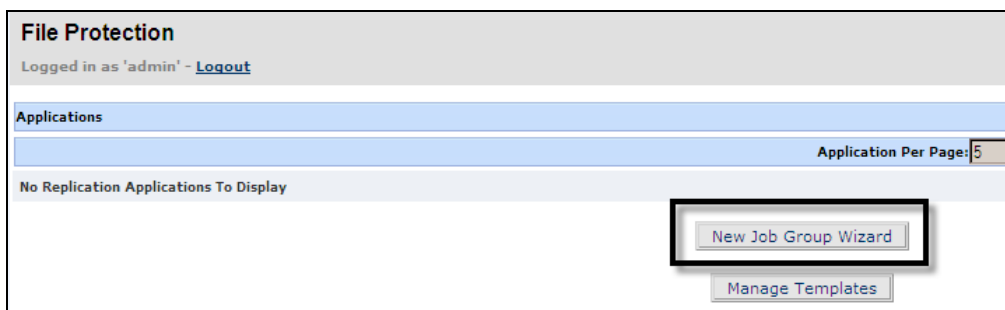 File Protection
Logged in as 'admin' - Logout
Applications
Application Per Page: 5
No Replication Applications To Display
New Job Group Wizard
Manage Templates